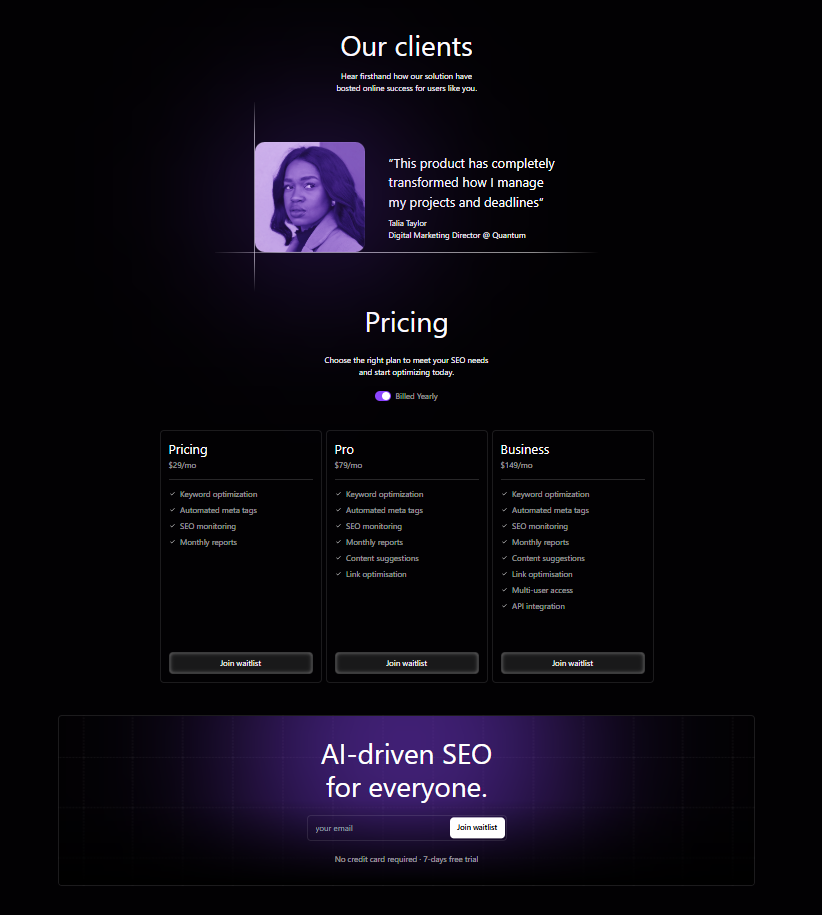 Our clients
Hear firsthand how our solution have
bosted online success for users like you.
“This product has completely
transformed how I manage
my projects and deadlines”
Talia Taylor
Digital Marketing Director @ Quantum
Pricing
Choose the right plan to meet your SEO needs
and start optimizing today.
Billed Yearly
Pricing
$29/mo
Keyword optimization
Automated meta tags
SEO monitoring
Monthly reports
Join waitlist
Pro
$79/mo
Keyword optimization
Automated meta tags
SEO monitoring
Monthly reports
Content suggestions
Link optimisation
Join waitlist
Business
$149/mo
Keyword optimization
Automated meta tags
SEO monitoring
Monthly reports
Content suggestions
Link optimisation
Multi-user access
API integration
Join waitlist
AI-driven SEO
for everyone.
your email
Join waitlist
No credit card required · 7-days free trial